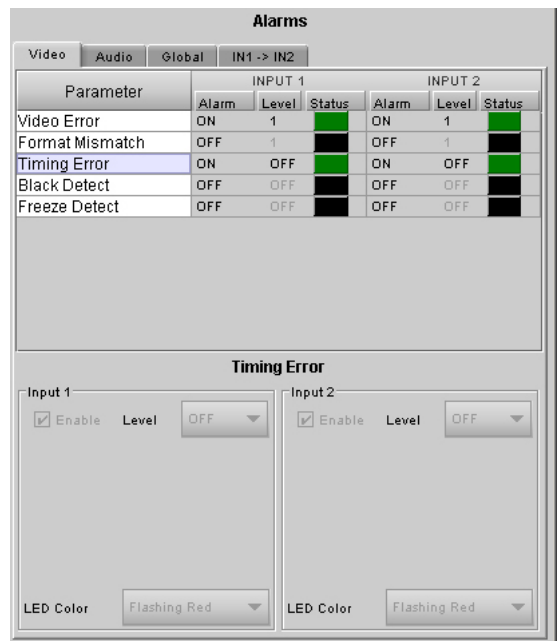 Alarms
Video Audio Global IN1 -> IN2
Parameter INPUT 1 INPUT 2
Alarm Level Status Alarm Level Status
Video Error ON 1 ON 1
Format Mismatch OFF 1 OFF 1
Timing Error ON OFF ON OFF
Black Detect OFF OFF OFF OFF
Freeze Detect OFF OFF OFF OFF
Timing Error
Input 1 Input 2
Enable Level OFF Enable Level OFF
LED Color Flashing Red LED Color Flashing Red